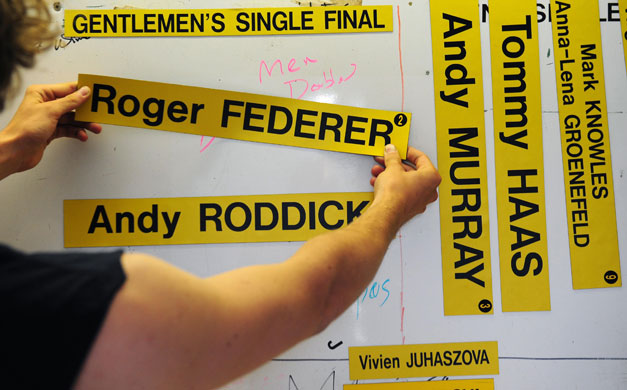 GENTLEMEN'S SINGLE FINAL
Men
Roger FEDERER 2
Andy RODDICK
Andy MURRAY 3
Tommy HAAS
Mark KNOWLES
Anna-Lena GROENEFELD 9
Vivien JUHASZOVA